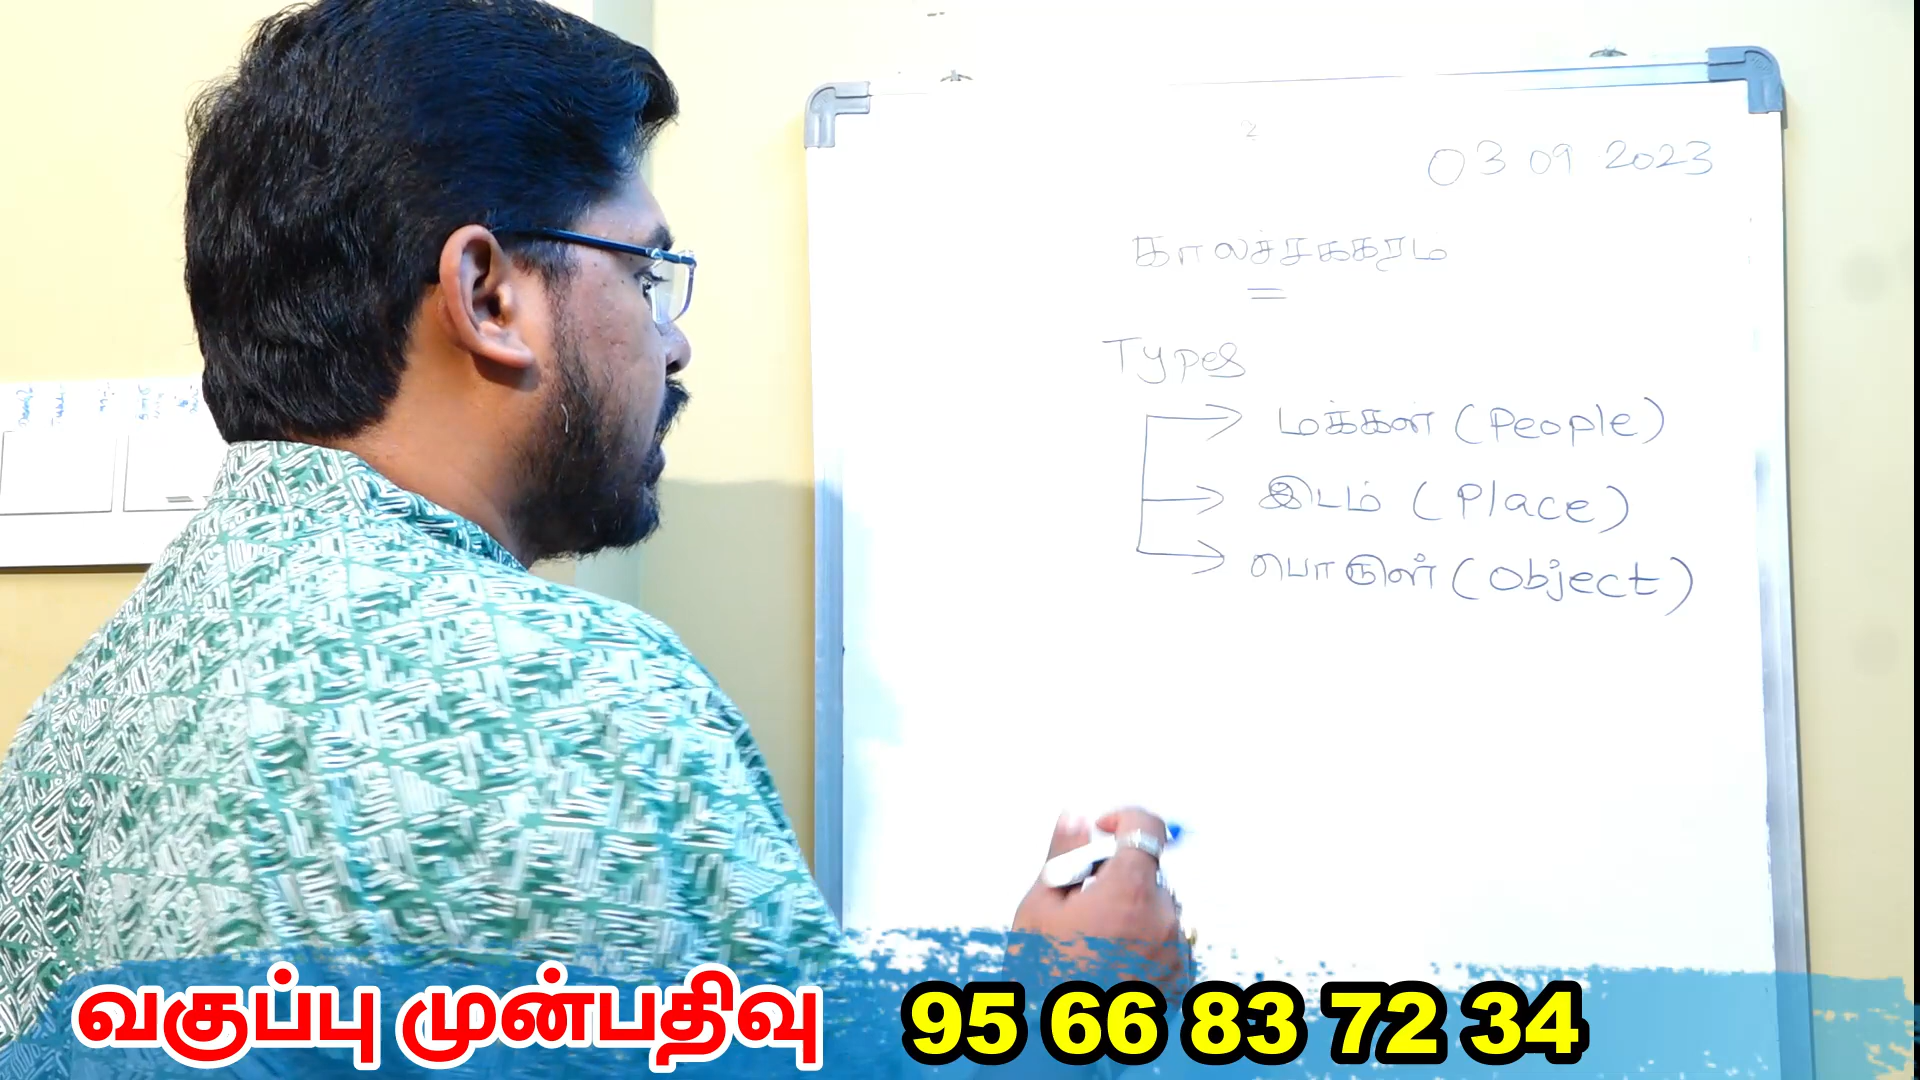 03 09 2023
காலச்சக்கரம்
Types
மக்கள் (People)
இடம் (Place)
பொருள் (Object)
வகுப்பு முன்பதிவு 95 66 83 72 34